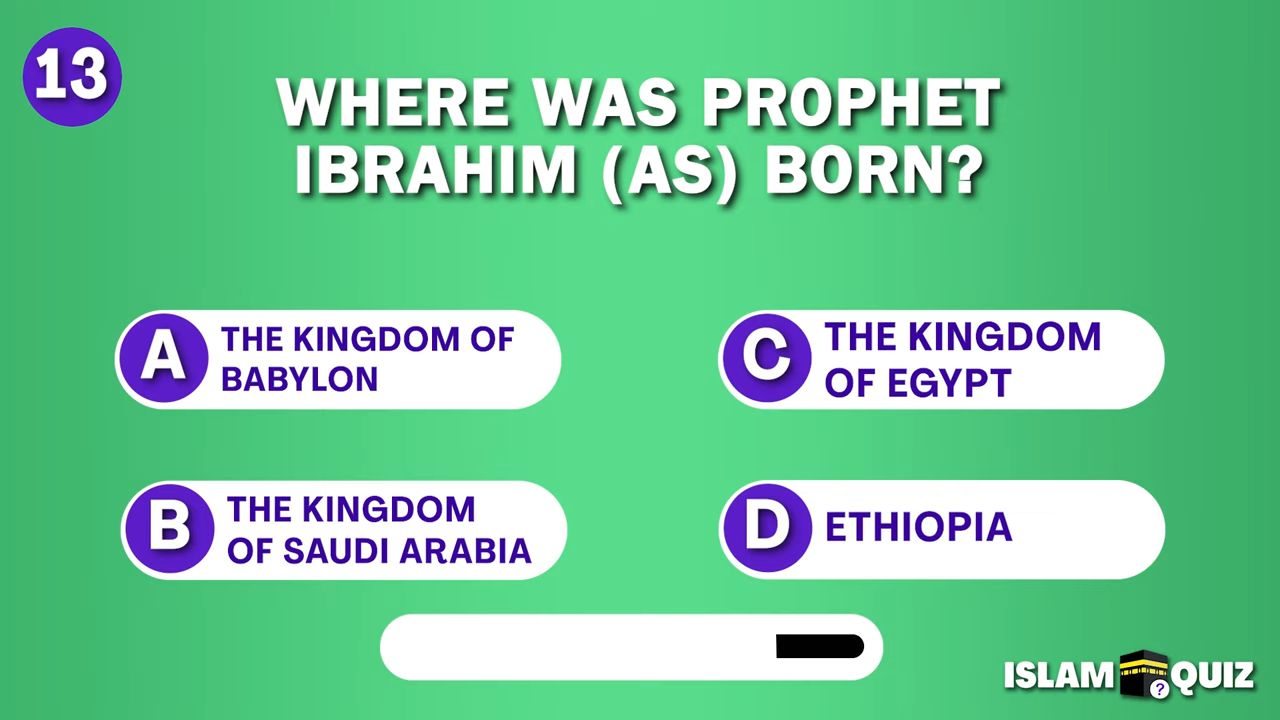 13
WHERE WAS PROPHET
IBRAHIM (AS) BORN?
A
THE KINGDOM OF
BABYLON
B
THE KINGDOM
OF SAUDI ARABIA
C
THE KINGDOM
OF EGYPT
D
ETHIOPIA
ISLAM ? QUIZ